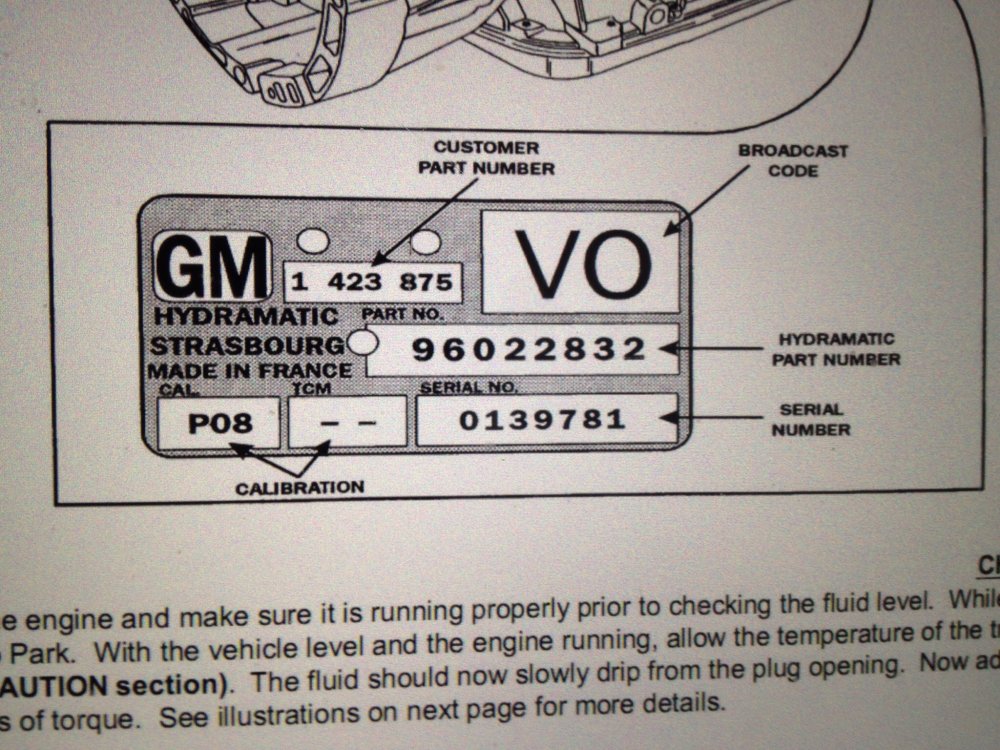 CUSTOMER
PART NUMBER
BROADCAST
CODE
GM
1 423 875
VO
HYDRAMATIC PART NO.
STRASBOURG
96022832
HYDRAMATIC
PART NUMBER
MADE IN FRANCE
CAL. TCM SERIAL NO.
P08 – – 0139781
SERIAL
NUMBER
CALIBRATION
e engine and make sure it is running properly prior to checking the fluid level. While
Park. With the vehicle level and the engine running, allow the temperature of the
AUTION section). The fluid should now slowly drip from the plug opening. Now
s of torque. See illustrations on next page for more details.